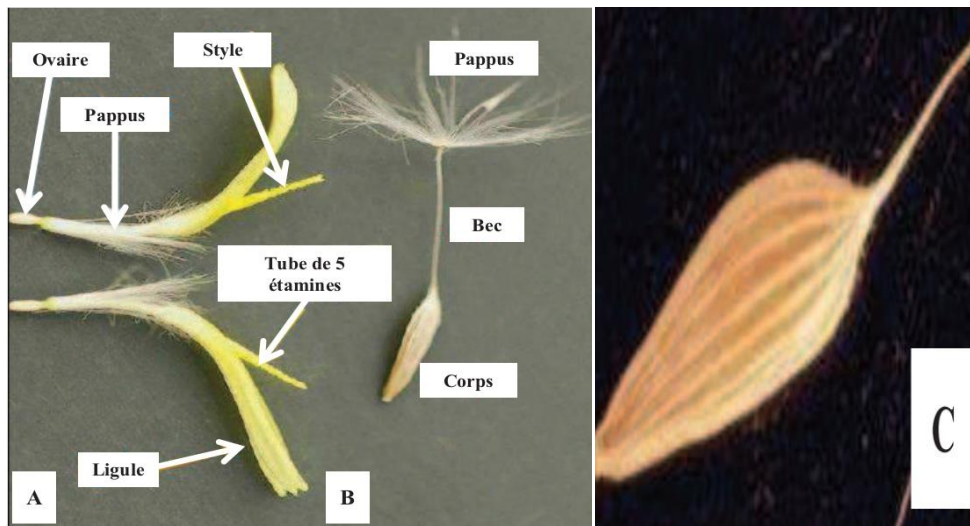 Ovaire
Style
Pappus
Pappus
Bec
Tube de 5
étamines
Corps
Ligule
A
B
C